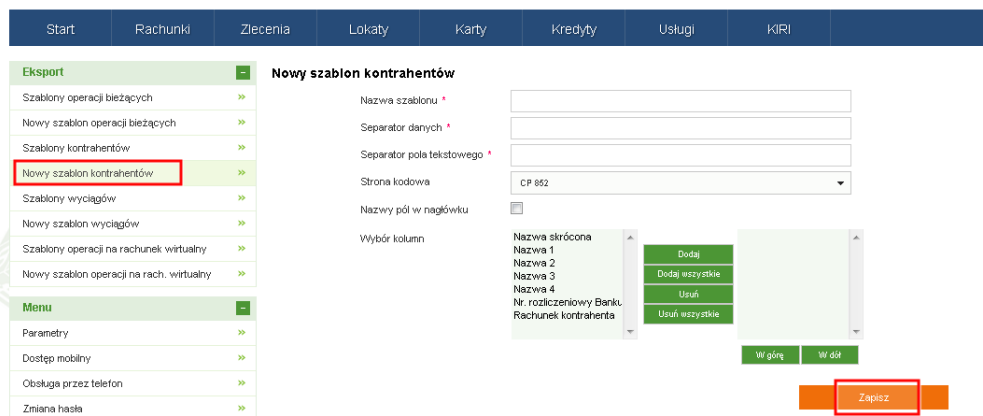 Start Rachunki Zlecenia Lokaty Karty Kredyty Usługi KIRI
Eksport
Szablony operacji bieżących
Nowy szablon operacji bieżących
Szablony kontrahentów
Nowy szablon kontrahentów
Szablony wyciągów
Nowy szablon wyciągów
Szablony operacji na rachunek wirtualny
Nowy szablon operacji na rach. wirtualny
Menu
Parametry
Dostęp mobilny
Obsługa przez telefon
Zmiana hasła
Nowy szablon kontrahentów
Nazwa szablonu *
Separator danych *
Separator pola tekstowego *
Strona kodowa CP 852
Nazwy pól w nagłówku
Wybór kolumn
Nazwa skrócona
Nazwa 1
Nazwa 2
Nazwa 3
Nazwa 4
Nr. rozliczeniowy Banku
Rachunek kontrahenta
Dodaj
Dodaj wszystkie
Usuń
Usuń wszystkie
W górę W dół
Zapisz